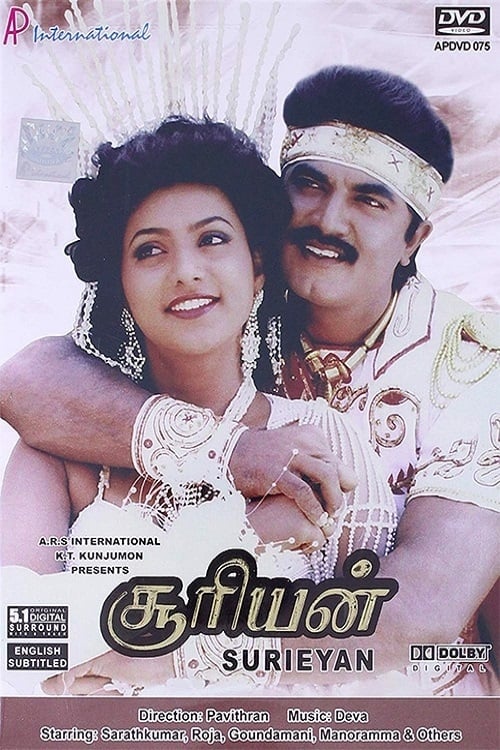 AP International
DVD
VIDEO
APDVD 075
A.R.S INTERNATIONAL
K.T. KUNJUMON
PRESENTS
சூரியன்
SURIEYAN
5.1 ORIGINAL DIGITAL SURROUND
ENGLISH
SUBTITLED
DOLBY
DIGITAL
Direction: Pavithran Music: Deva
Starring: Sarathkumar, Roja, Goundamani, Manoramma & Others